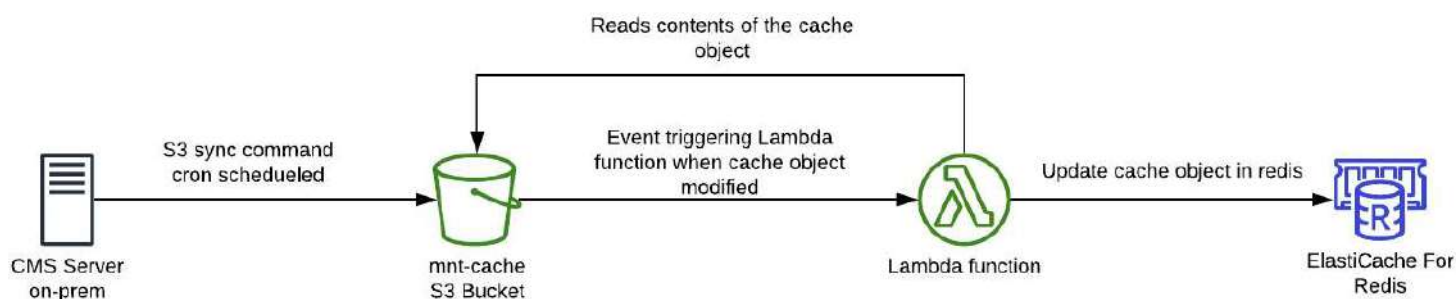 Reads contents of the cache
object
S3 sync command
cron schedueled
Event triggering Lambda
function when cache object
modified
Update cache object in redis
R
CMS Server
on-prem
mnt-cache
S3 Bucket
Lambda function
ElastiCache For
Redis